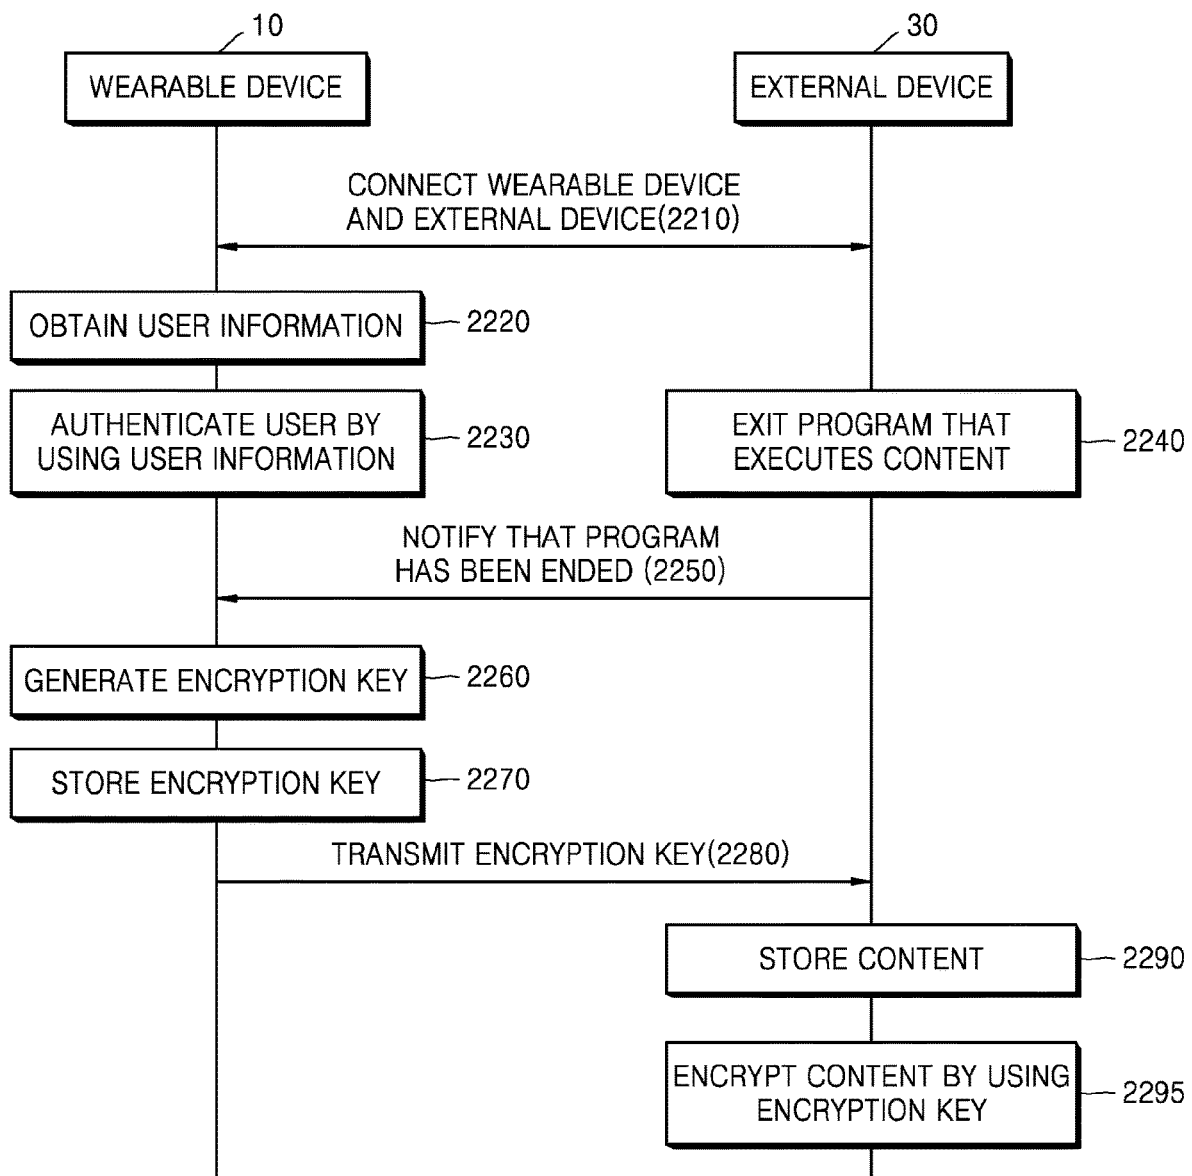 10
30
WEARABLE DEVICE
EXTERNAL DEVICE
CONNECT WEARABLE DEVICE
AND EXTERNAL DEVICE(2210)
OBTAIN USER INFORMATION
2220
AUTHENTICATE USER BY
USING USER INFORMATION
2230
EXIT PROGRAM THAT
EXECUTES CONTENT
2240
NOTIFY THAT PROGRAM
HAS BEEN ENDED (2250)
GENERATE ENCRYPTION KEY
2260
STORE ENCRYPTION KEY
2270
TRANSMIT ENCRYPTION KEY(2280)
STORE CONTENT
2290
ENCRYPT CONTENT BY USING
ENCRYPTION KEY
2295